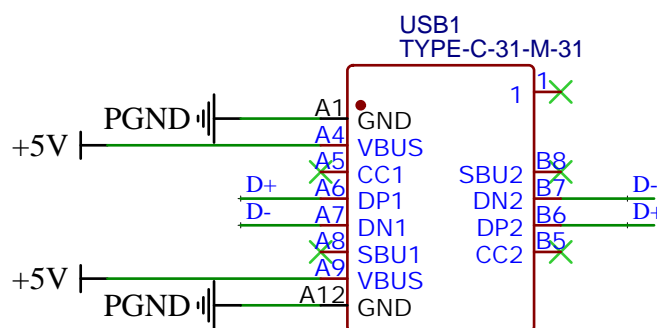 USB1
TYPE-C-31-M-31
1
1
PGND
A1
GND
+5V
A4
VBUS
A5
CC1
B8
SBU2
D+
A6
DP1
B7
DN2
D-
D-
A7
DN1
B6
DP2
D+
A8
SBU1
B5
CC2
+5V
A9
VBUS
PGND
A12
GND